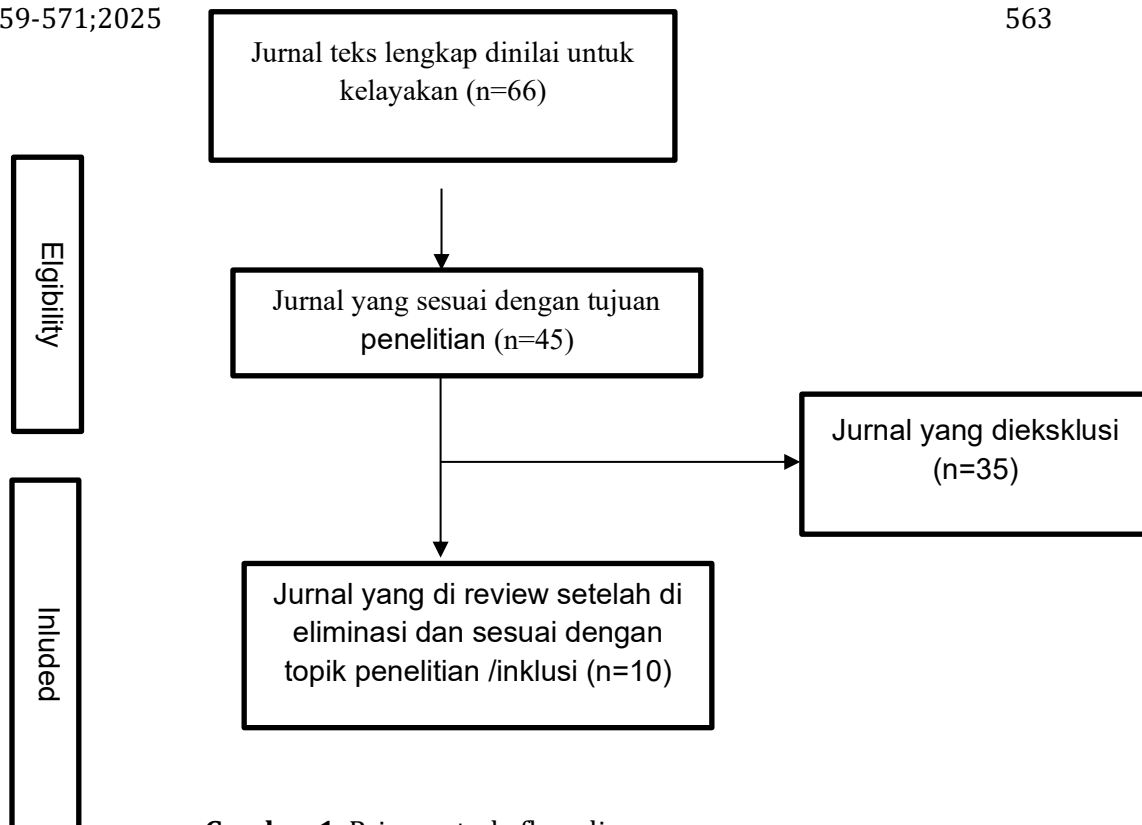 59-571;2025 563
Jurnal teks lengkap dinilai untuk
kelayakan (n=66)
Elgibility
Jurnal yang sesuai dengan tujuan
penelitian (n=45)
Jurnal yang dieksklusi
(n=35)
Inluded
Jurnal yang di review setelah di
eliminasi dan sesuai dengan
topik penelitian /inklusi (n=10)